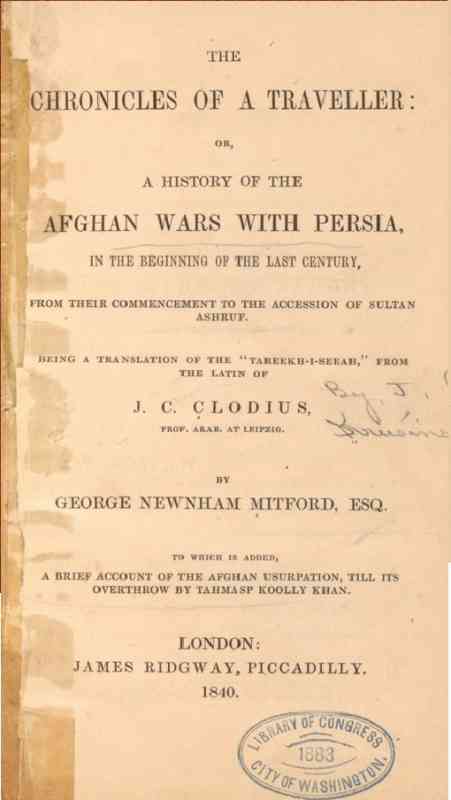 THE
CHRONICLES OF A TRAVELLER:
OR,
A HISTORY OF THE
AFGHAN WARS WITH PERSIA,
IN THE BEGINNING OF THE LAST CENTURY,
FROM THEIR COMMENCEMENT TO THE ACCESSION OF SULTAN
ASHRUF.
BEING A TRANSLATION OF THE "TAREEKH-I-SEEAH," FROM
THE LATIN OF
J. C. CLODIUS,
PROF. ARAB. AT LEIPZIG.
By, J.
BY
GEORGE NEWNHAM MITFORD, ESQ.
TO WHICH IS ADDED,
A BRIEF ACCOUNT OF THE AFGHAN USURPATION, TILL ITS
OVERTHROW BY TAHMASP KOOLLY KHAN.
LONDON:
JAMES RIDGWAY, PICCADILLY.
1840.
LIBRARY OF CONGRESS
1883
CITY OF WASHINGTON.